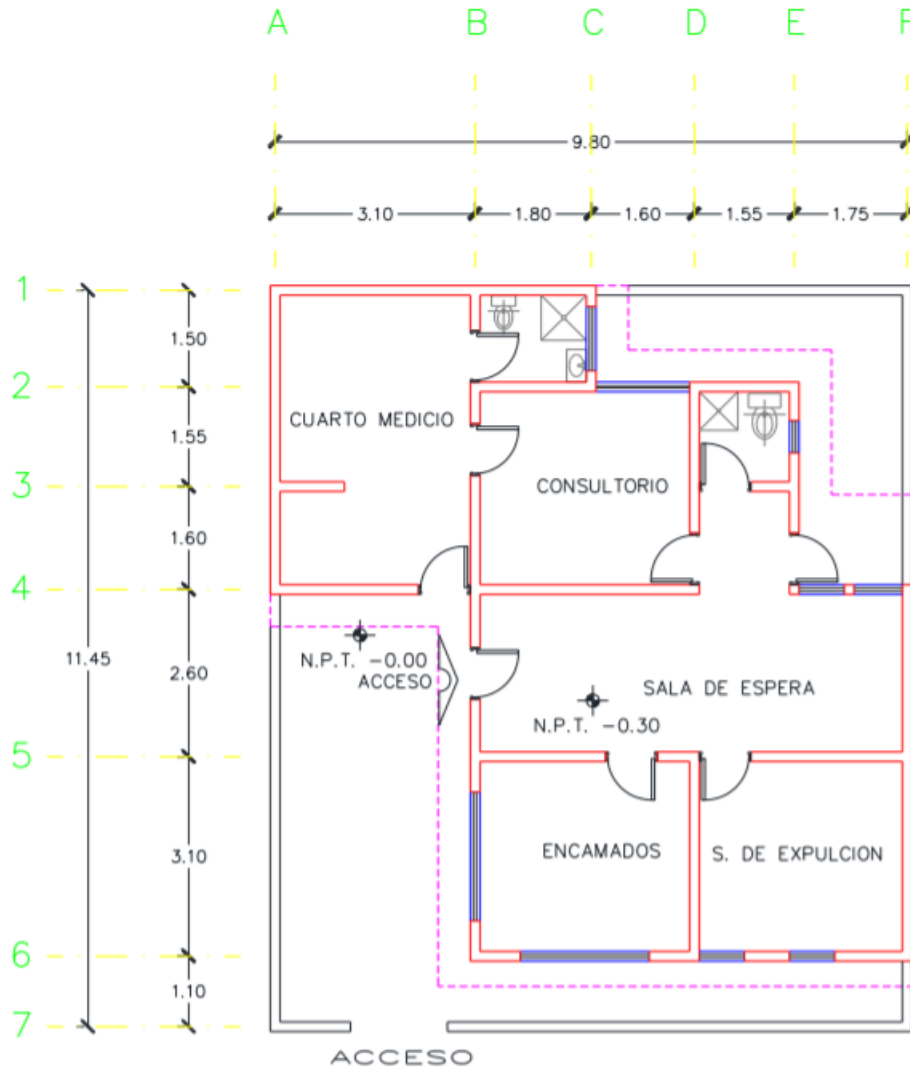 A B C D E F
9.80
3.10 1.80 1.60 1.55 1.75
1
1.50
2
1.55
CUARTO MEDICIO
3
CONSULTORIO
1.60
4
11.45
2.60
N.P.T. -0.00
ACCESO
SALA DE ESPERA
N.P.T. -0.30
5
3.10
ENCAMADOS
S. DE EXPULCION
6
1.10
7
ACCESO